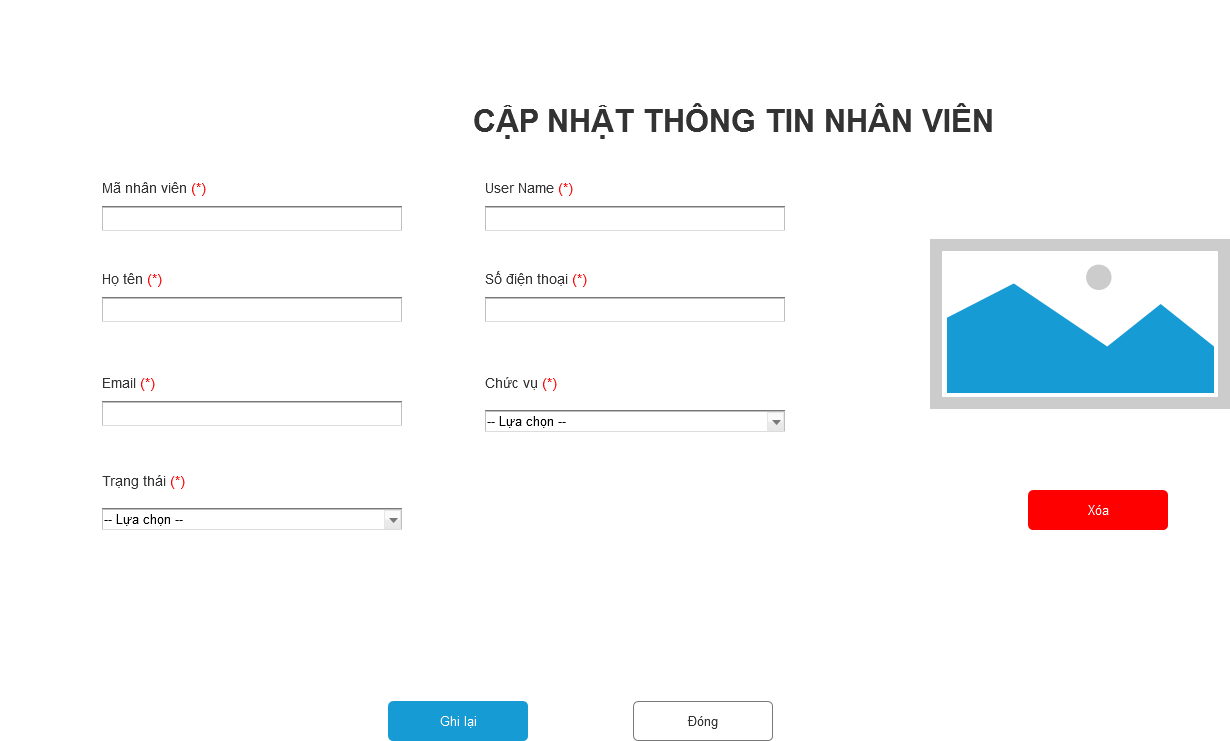 CẬP NHẬT THÔNG TIN NHÂN VIÊN
Mã nhân viên (*)
User Name (*)
Họ tên (*)
Số điện thoại (*)
Email (*)
Chức vụ (*)
-- Lựa chọn --
Trạng thái (*)
-- Lựa chọn --
Xóa
Ghi lại
Đóng